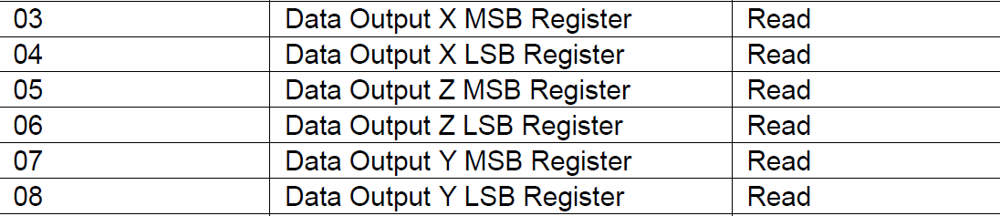 03 Data Output X MSB Register Read
04 Data Output X LSB Register Read
05 Data Output Z MSB Register Read
06 Data Output Z LSB Register Read
07 Data Output Y MSB Register Read
08 Data Output Y LSB Register Read